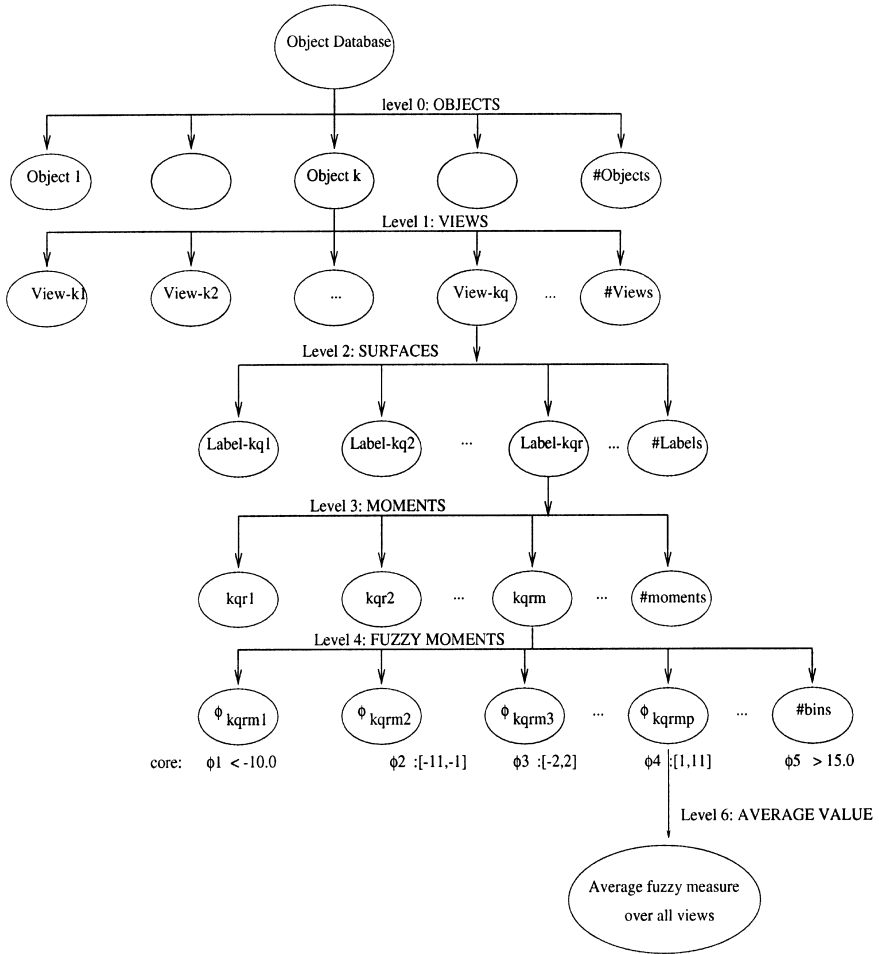 Object Database
level 0: OBJECTS
Object 1
Object k
#Objects
Level 1: VIEWS
View-k1
View-k2
...
View-kq
...
#Views
Level 2: SURFACES
Label-kq1
Label-kq2
...
Label-kqr
...
#Labels
Level 3: MOMENTS
kqr1
kqr2
...
kqrm
...
#moments
Level 4: FUZZY MOMENTS
ϕ kqrm1
ϕ kqrm2
ϕ kqrm3
...
ϕ kqrmp
...
#bins
core: ϕ1 < -10.0 ϕ2 :[-11,-1] ϕ3 :[-2,2] ϕ4 :[1,11] ϕ5 > 15.0
Level 6: AVERAGE VALUE
Average fuzzy measure
over all views